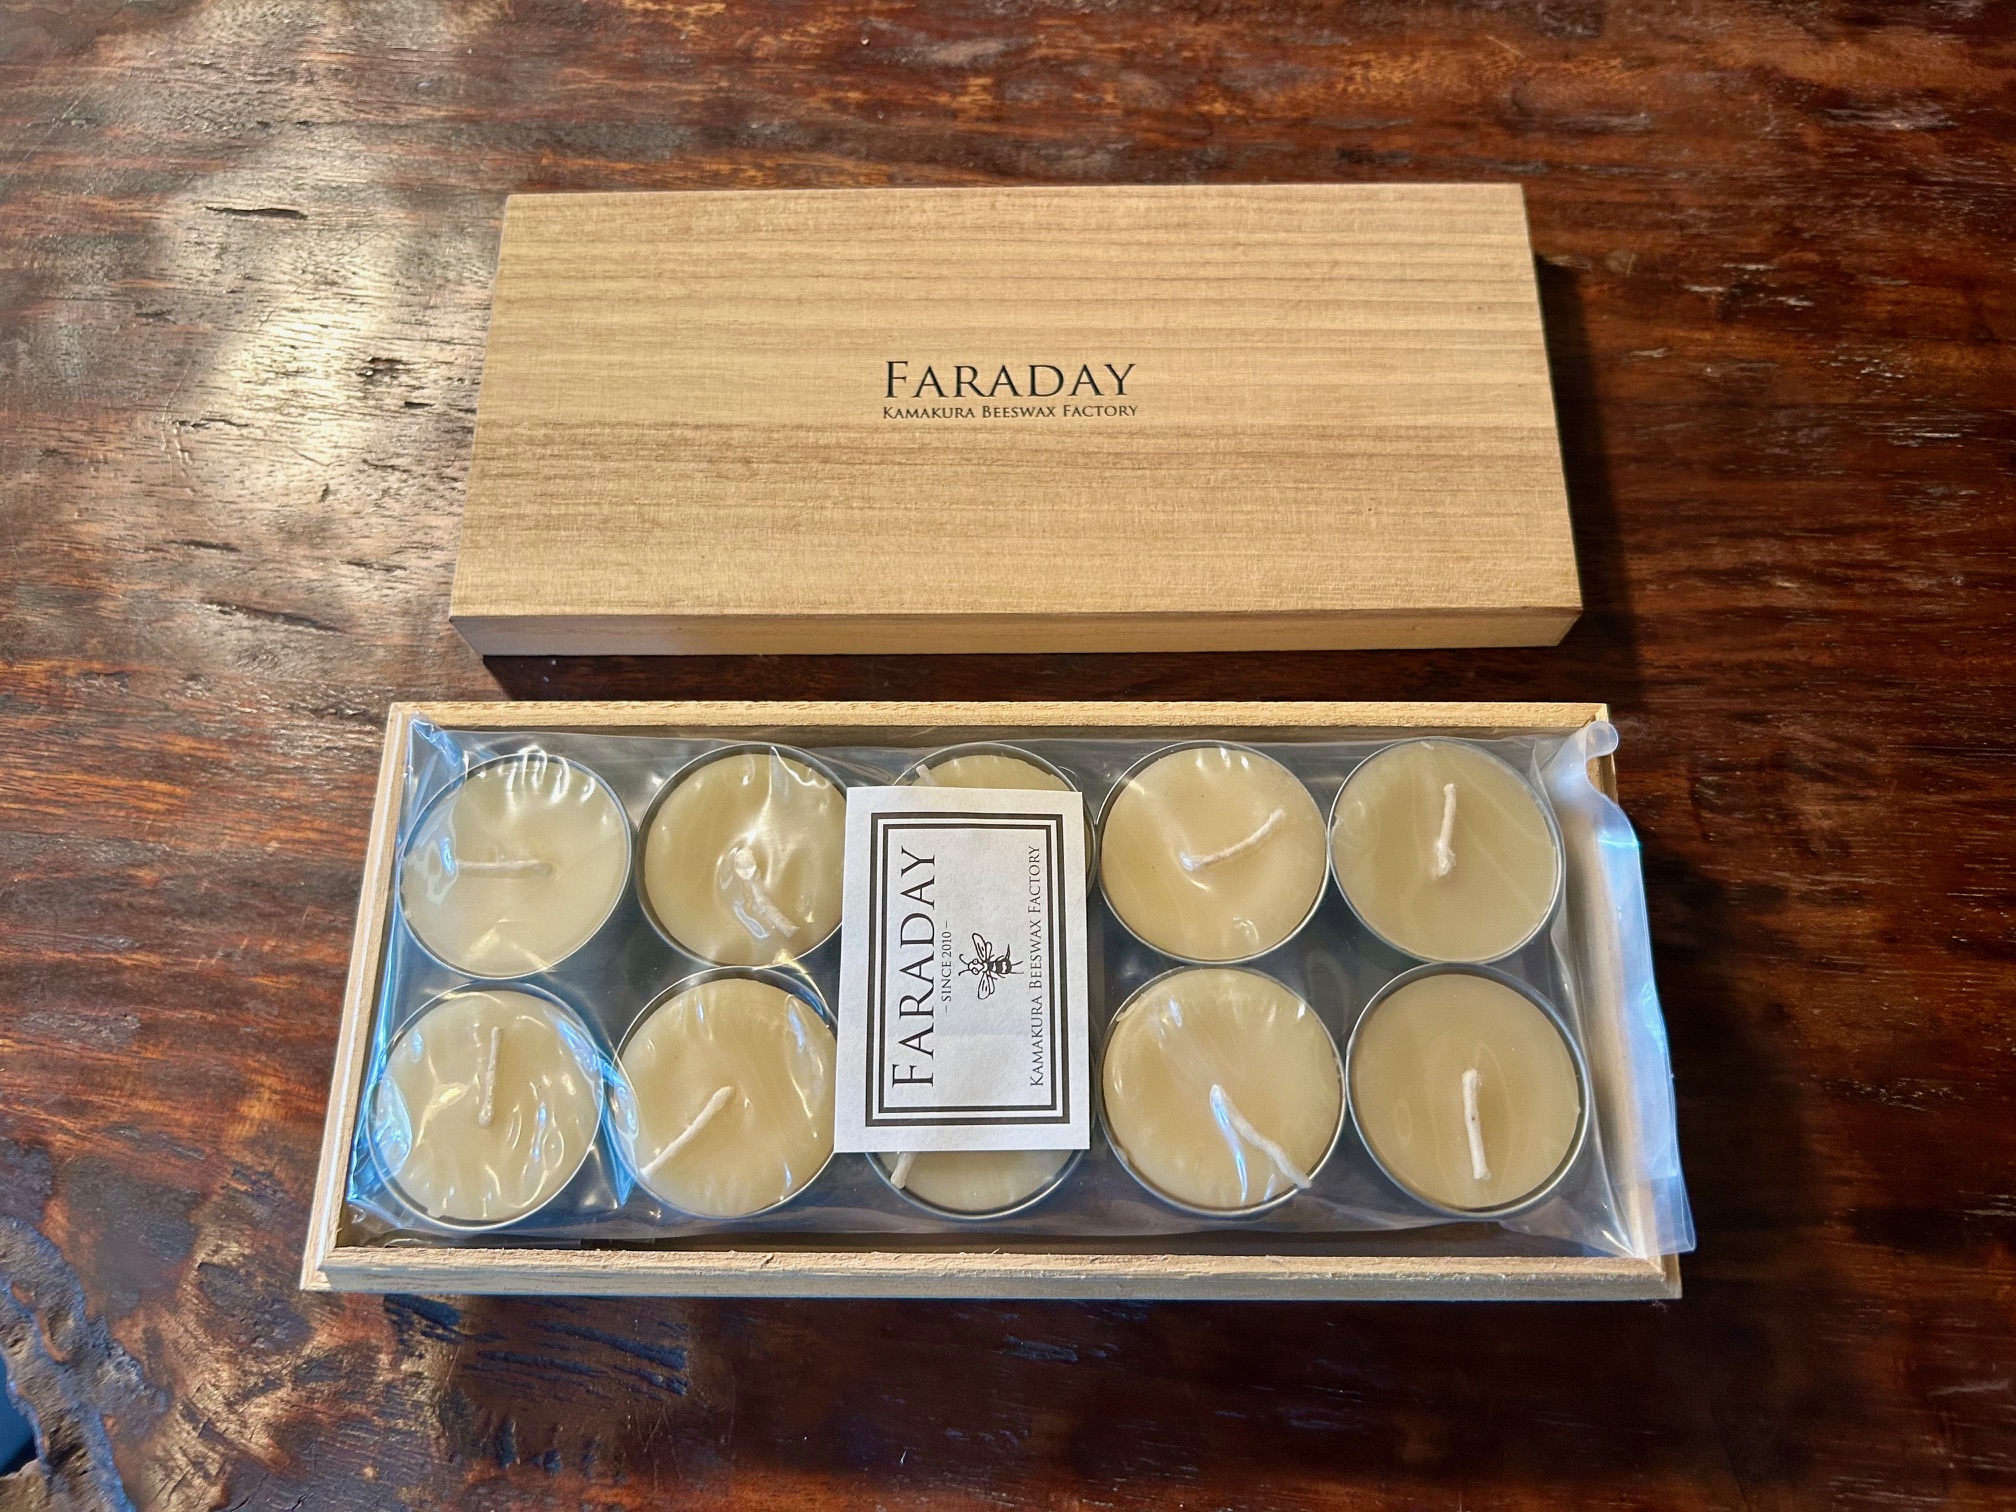 FARADAY
KAMAKURA BEESWAX FACTORY
FARADAY
- SINCE 2010 -
KAMAKURA BEESWAX FACTORY